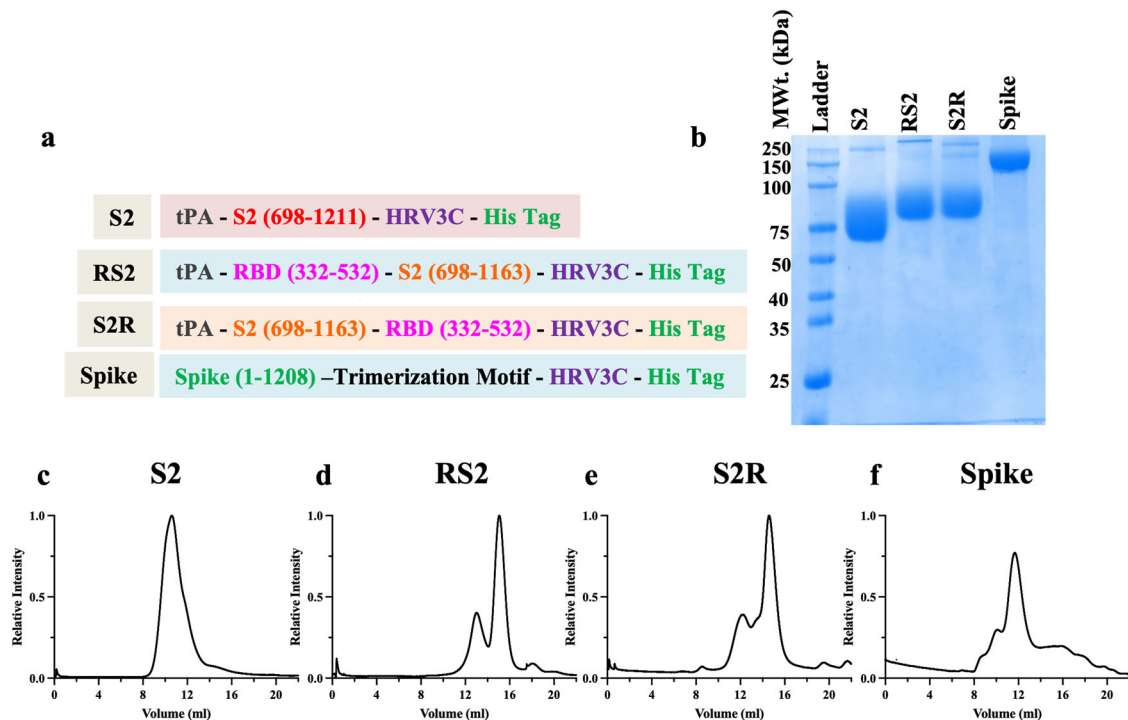 a
S2
tPA - S2 (698-1211) - HRV3C - His Tag
RS2
tPA - RBD (332-532) - S2 (698-1163) - HRV3C - His Tag
S2R
tPA - S2 (698-1163) - RBD (332-532) - HRV3C - His Tag
Spike
Spike (1-1208) –Trimerization Motif - HRV3C - His Tag
b
MWt. (kDa)
Ladder
S2
RS2
S2R
Spike
250
150
100
75
50
40
35
25
c
S2
Relative Intensity
1.0
0.5
0.0
0 4 8 12 16 20
Volume (ml)
d
RS2
Relative Intensity
1.0
0.5
0.0
0 4 8 12 16 20
Volume (ml)
e
S2R
Relative Intensity
1.0
0.5
0.0
0 4 8 12 16 20
Volume (ml)
f
Spike
Relative Intensity
1.0
0.5
0.0
0 4 8 12 16 20
Volume (ml)